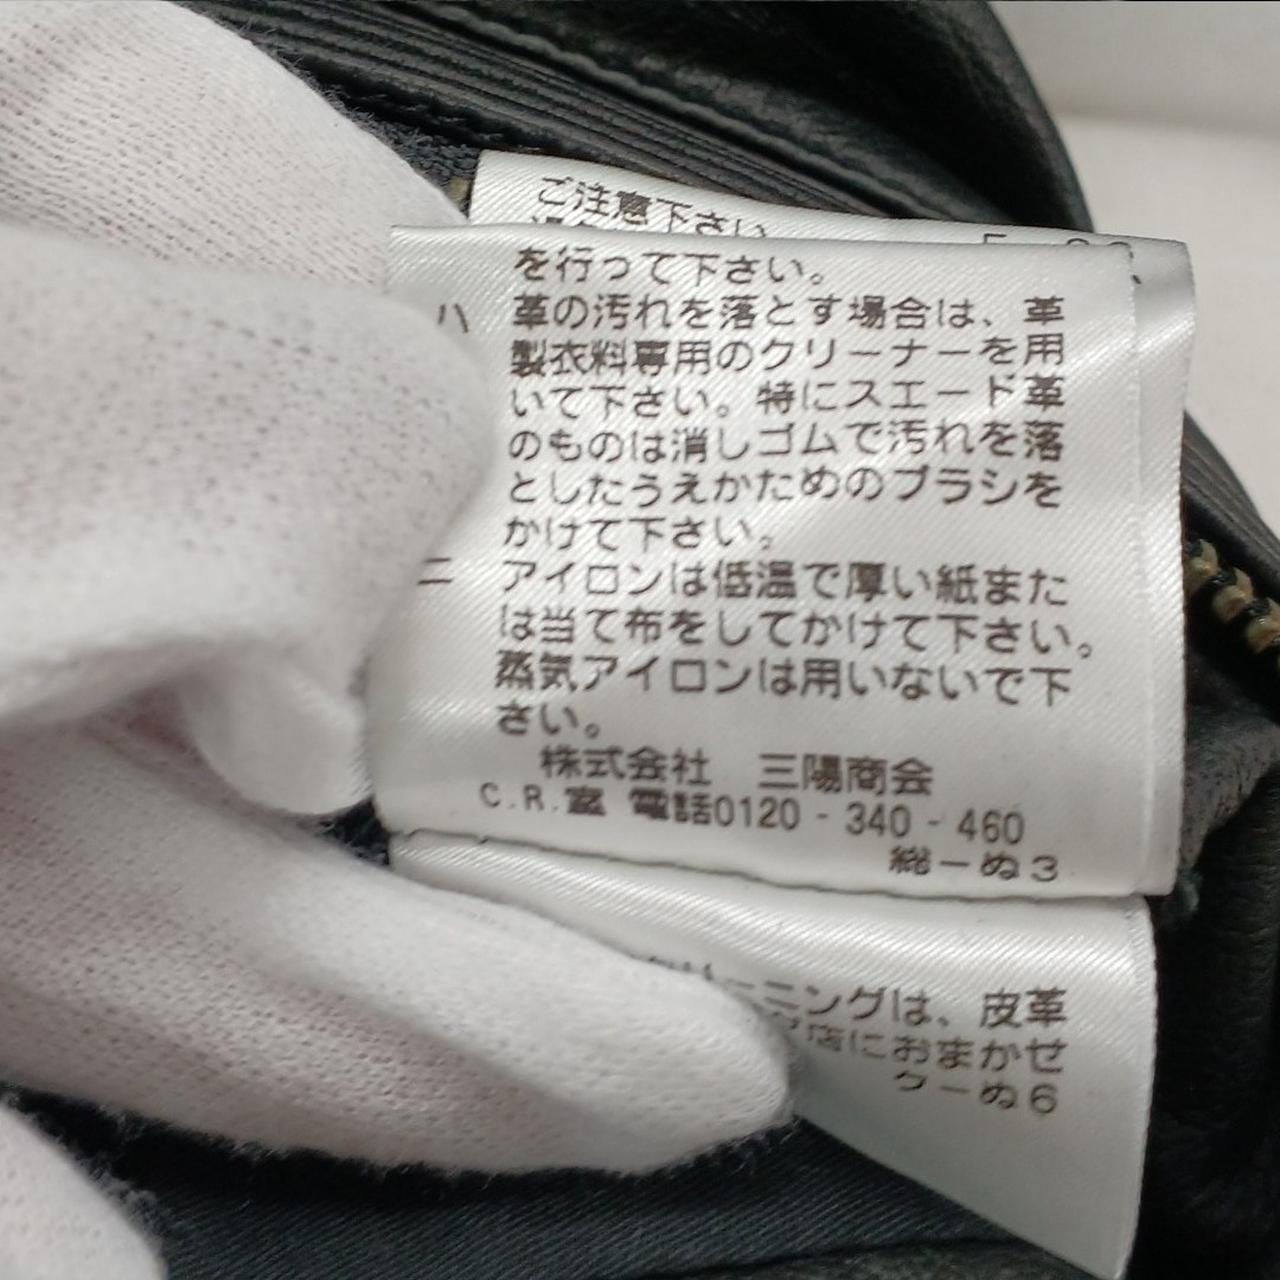 ご注意下さい
を行って下さい。
ハ 革の汚れを落とす場合は、革
製衣料専用のクリーナーを用
いて下さい。特にスエード革
のものは消しゴムで汚れを落
としたうえかためのブラシを
かけて下さい。
ニ アイロンは低温で厚い紙また
は当て布をしてかけて下さい。
蒸気アイロンは用いないで下
さい。
株式会社 三陽商会
C.R.室 電話0120-340-460
総ーぬ3
ーニングは、皮革
店におまかせ
クーぬ6